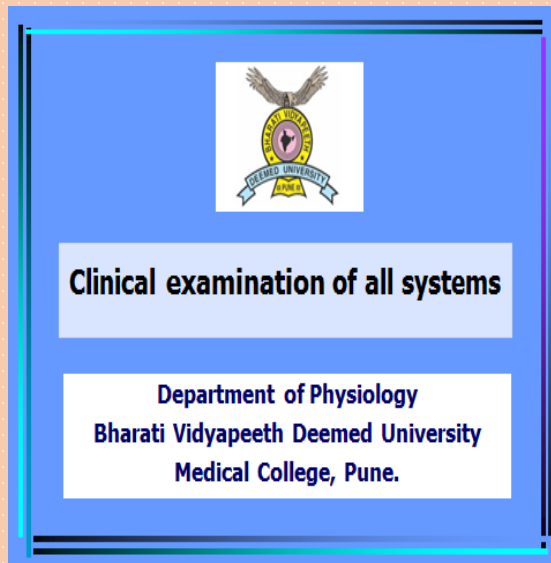 BHARATI VIDYAPEETH
DEEMED UNIVERSITY
PUNE
Clinical examination of all systems
Department of Physiology
Bharati Vidyapeeth Deemed University
Medical College, Pune.